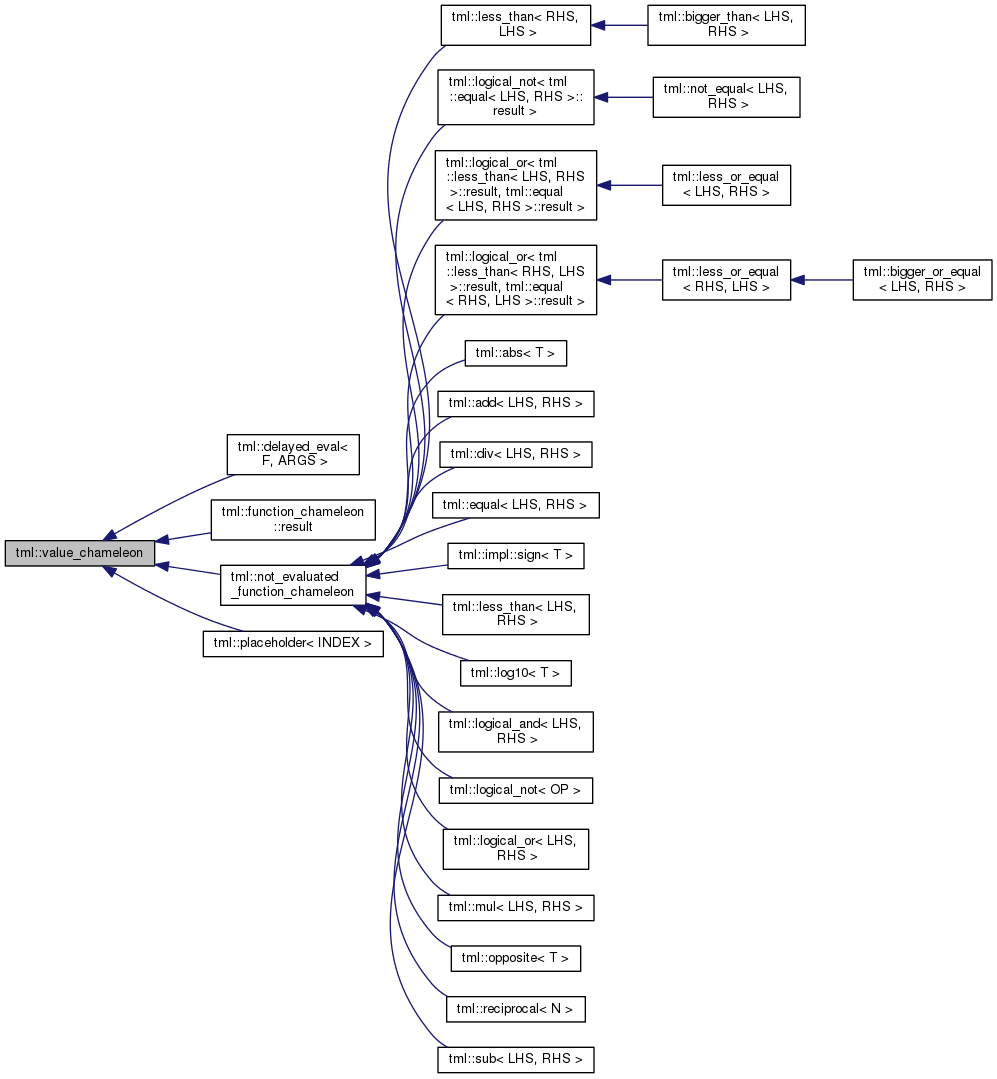 tml::less_than< RHS,
LHS >
tml::bigger_than< LHS,
RHS >
tml::logical_not< tml
::equal< LHS, RHS >::
result >
tml::not_equal< LHS,
RHS >
tml::logical_or< tml
::less_than< LHS, RHS
>::result, tml::equal
< LHS, RHS >::result >
tml::less_or_equal
< LHS, RHS >
tml::logical_or< tml
::less_than< RHS, LHS
>::result, tml::equal
< RHS, LHS >::result >
tml::less_or_equal
< RHS, LHS >
tml::bigger_or_equal
< LHS, RHS >
tml::abs< T >
tml::add< LHS, RHS >
tml::div< LHS, RHS >
tml::delayed_eval<
F, ARGS >
tml::equal< LHS, RHS >
tml::function_chameleon
::result
tml::value_chameleon
tml::impl::sign< T >
tml::not_evaluated
_function_chameleon
tml::less_than< LHS,
RHS >
tml::placeholder< INDEX >
tml::log10< T >
tml::logical_and< LHS,
RHS >
tml::logical_not< OP >
tml::logical_or< LHS,
RHS >
tml::mul< LHS, RHS >
tml::opposite< T >
tml::reciprocal< N >
tml::sub< LHS, RHS >